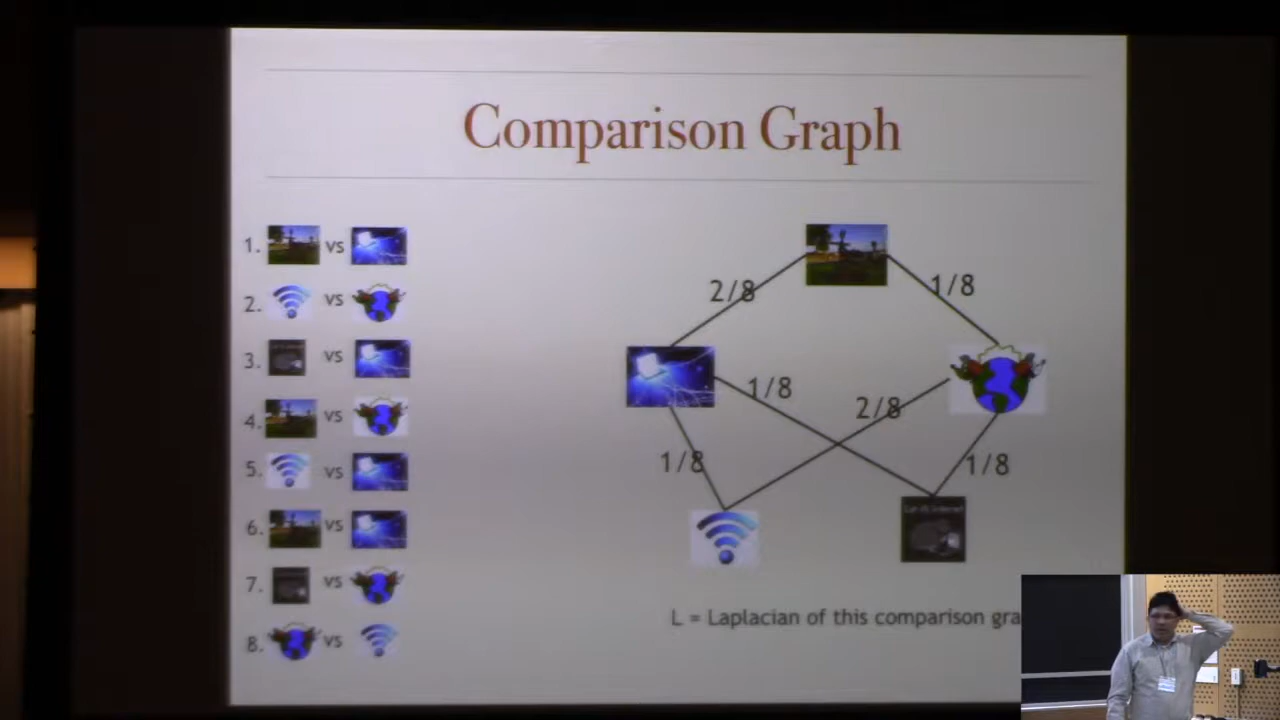 Comparison Graph
1. vs
2. vs
3. vs
4. vs
5. vs
6. vs
7. vs
8. vs
2/8
1/8
1/8
2/8
1/8
1/8
L = Laplacian of this comparison gra